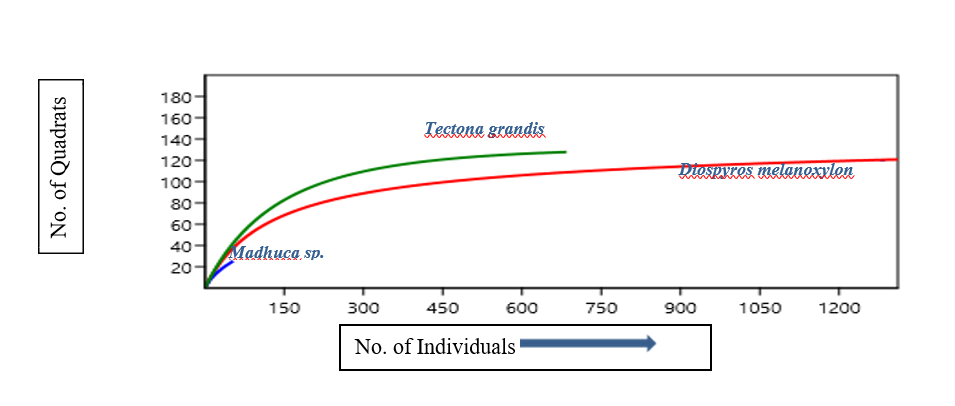 No. of Quadrats
180
160
140
120
100
80
60
40
20
Tectona grandis
Diospyros melanoxylon
Madhuca sp.
150 300 450 600 750 900 1050 1200
No. of Individuals